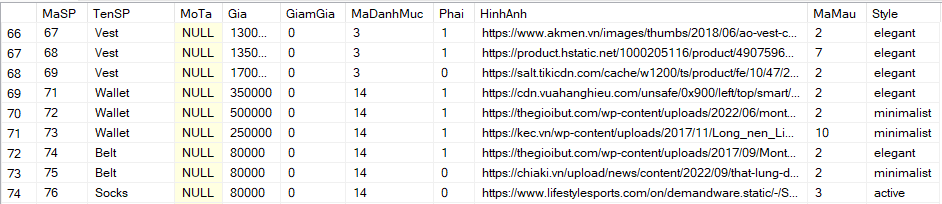 MaSP TenSP MoTa Gia GiamGia MaDanhMuc Phai HinhAnh MaMau Style
66 67 Vest NULL 1300... 0 3 1 https://www.akmen.vn/images/thumbs/2018/06/ao-vest-c... 2 elegant
67 68 Vest NULL 1350... 0 3 1 https://product.hstatic.net/1000205116/product/4907596... 7 elegant
68 69 Vest NULL 1700... 0 3 0 https://salt.tikicdn.com/cache/w1200/ts/product/fe/10/47/2... 2 elegant
69 71 Wallet NULL 350000 0 14 1 https://cdn.vuahanghieu.com/unsafe/0x900/left/top/smart/... 2 elegant
70 72 Wallet NULL 500000 0 14 1 https://thegioibut.com/wp-content/uploads/2022/06/mont... 2 minimalist
71 73 Wallet NULL 250000 0 14 1 https://kec.vn/wp-content/uploads/2017/11/Long_nen_Li... 10 minimalist
72 74 Belt NULL 80000 0 14 1 https://thegioibut.com/wp-content/uploads/2017/09/Mont... 2 elegant
73 75 Belt NULL 80000 0 14 0 https://chiaki.vn/upload/news/content/2022/09/that-lung-d... 2 minimalist
74 76 Socks NULL 80000 0 14 0 https://www.lifestylesports.com/on/demandware.static/-/S... 3 active